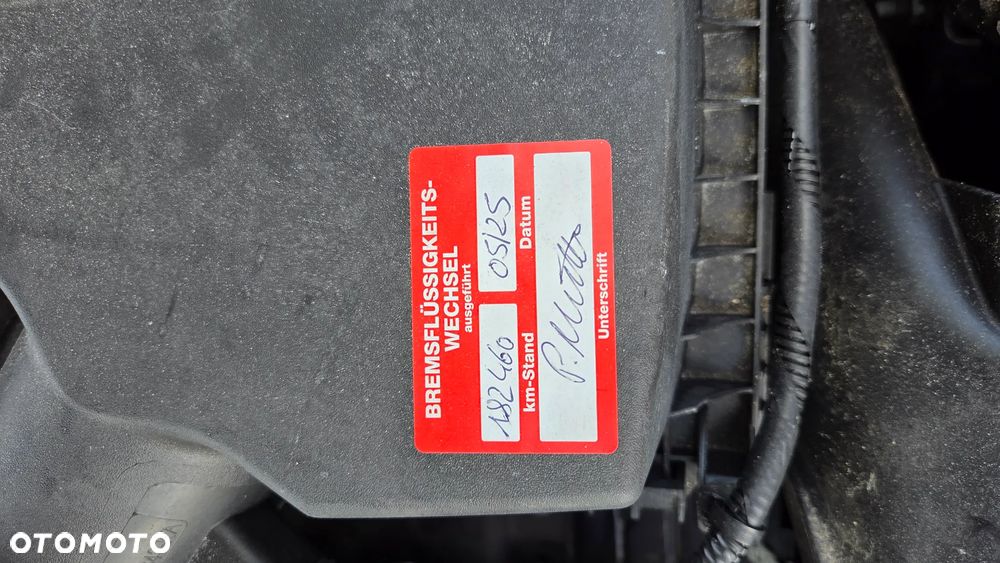 BREMSFLÜSSIGKEITS-
WECHSEL
ausgeführt
182460 05/25
km-Stand Datum
Unterschrift
OTOMOTO